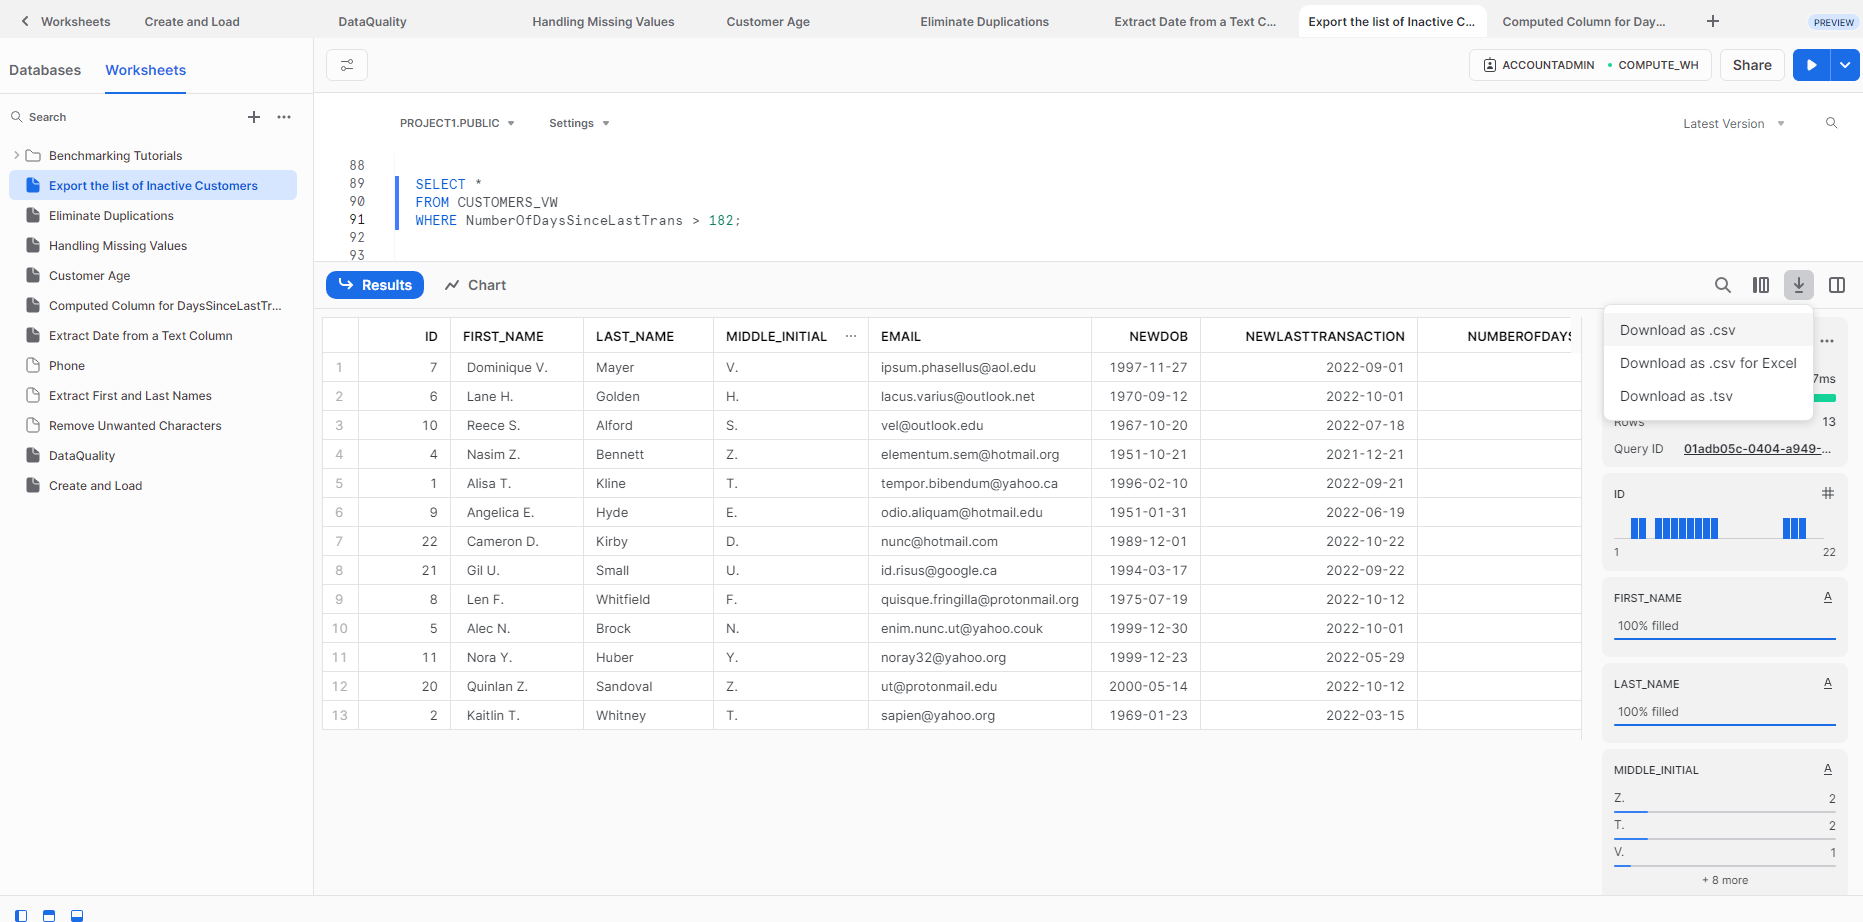 Worksheets
Create and Load
DataQuality
Handling Missing Values
Customer Age
Eliminate Duplications
Extract Date from a Text C...
Export the list of Inactive C...
Computed Column for Day...
PREVIEW
Databases
Worksheets
ACCOUNTADMIN
COMPUTE_WH
Share
Search
Benchmarking Tutorials
Export the list of Inactive Customers
Eliminate Duplications
Handling Missing Values
Customer Age
Computed Column for DaysSinceLastTr...
Extract Date from a Text Column
Phone
Extract First and Last Names
Remove Unwanted Characters
DataQuality
Create and Load
PROJECT1.PUBLIC
Settings
Latest Version
88
89 SELECT *
90 FROM CUSTOMERS_VW
91 WHERE NumberOfDaysSinceLastTrans > 182;
92
93
Results
Chart
ID FIRST_NAME LAST_NAME MIDDLE_INITIAL ... EMAIL NEWDOB NEWLASTTRANSACTION NUMBEROFDAYS
1 7 Dominique V. Mayer V. ipsum.phasellus@aol.edu 1997-11-27 2022-09-01
2 6 Lane H. Golden H. lacus.varius@outlook.net 1970-09-12 2022-10-01
3 10 Reece S. Alford S. vel@outlook.edu 1967-10-20 2022-07-18
4 4 Nasim Z. Bennett Z. elementum.sem@hotmail.org 1951-10-21 2021-12-21
5 1 Alisa T. Kline T. tempor.bibendum@yahoo.ca 1996-02-10 2022-09-21
6 9 Angelica E. Hyde E. odio.aliquam@hotmail.edu 1951-01-31 2022-06-19
7 22 Cameron D. Kirby D. nunc@hotmail.com 1989-12-01 2022-10-22
8 21 Gil U. Small U. id.risus@google.ca 1994-03-17 2022-09-22
9 8 Len F. Whitfield F. quisque.fringilla@protonmail.org 1975-07-19 2022-10-12
10 5 Alec N. Brock N. enim.nunc.ut@yahoo.couk 1999-12-30 2022-10-01
11 11 Nora Y. Huber Y. noray32@yahoo.org 1999-12-23 2022-05-29
12 20 Quinlan Z. Sandoval Z. ut@protonmail.edu 2000-05-14 2022-10-12
13 2 Kaitlin T. Whitney T. sapien@yahoo.org 1969-01-23 2022-03-15
Download as .csv
Download as .csv for Excel
Download as .tsv
7ms
Rows 13
Query ID 01adb05c-0404-a949-...
ID #
1 22
FIRST_NAME A
100% filled
LAST_NAME A
100% filled
MIDDLE_INITIAL A
Z. 2
T. 2
V. 1
+ 8 more